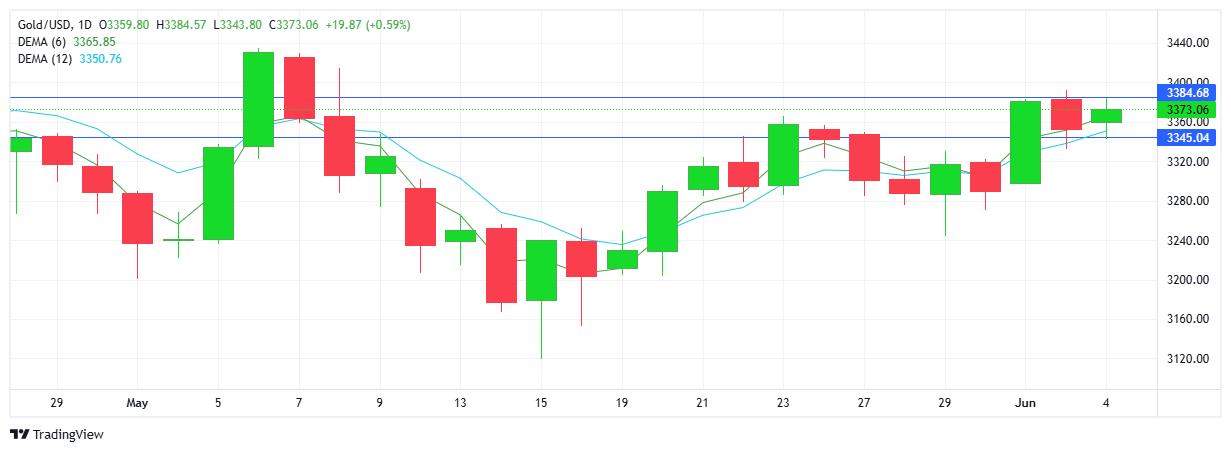 Gold/USD, 1D O3359.80 H3384.57 L3343.80 C3373.06 +19.87 (+0.59%)
DEMA (6) 3365.85
DEMA (12) 3350.76
3440.00
3400.00
3384.68
3373.06
3360.00
3345.04
3320.00
3280.00
3240.00
3200.00
3160.00
3120.00
29 May 5 7 9 13 15 19 21 23 27 29 Jun 4
TradingView